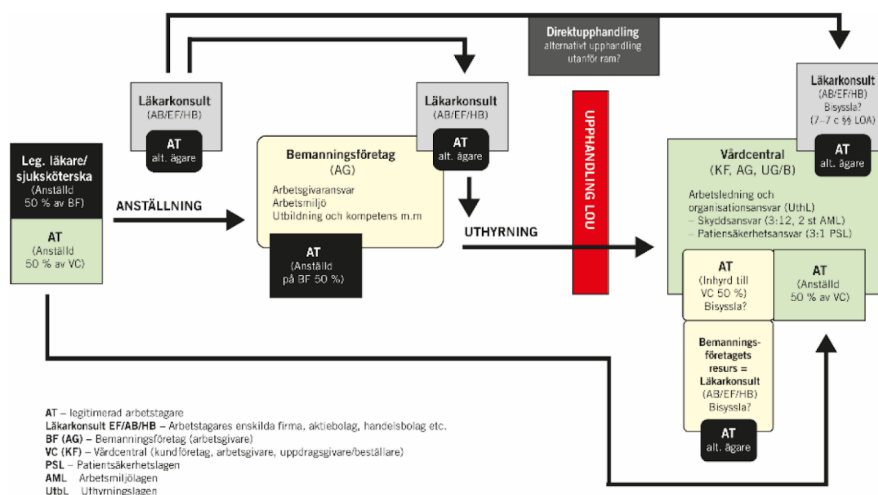 Direktupphandling
alternativt upphandling
utanför ram?
Läkarkonsult
(AB/EF/HB)
AT
alt. ägare
Läkarkonsult
(AB/EF/HB)
AT
alt. ägare
Läkarkonsult
(AB/EF/HB)
Bisyssla?
(7–7 c §§ LOA)
AT
alt. ägare
Leg. läkare/
sjuksköterska
(Anställd
50 % av BF)
AT
(Anställd
50 % av VC)
ANSTÄLLNING
Bemanningsföretag
(AG)
Arbetsgivaransvar
Arbetsmiljö
Utbildning och kompetens m.m
AT
(Anställd
på BF 50 %)
UTHYRNING
UPPHANDLING LOU
Vårdcentral
(KF, AG, UG/B)
Arbetsledning och
organisationsansvar (UthL)
– Skyddsansvar (3:12, 2 st AML)
– Patiensäkerhetsansvar (3:1 PSL)
AT
(Inhyrd till
VC 50 %)
Bisyssla?
AT
(Anställd
50 % av VC)
Bemannings-
företagets
resurs =
Läkarkonsult
(AB/EF/HB)
Bisyssla?
AT
alt. ägare
AT – legitimerad arbetstagare
Läkarkonsult EF/AB/HB – Arbetstagares enskilda firma, aktiebolag, handelsbolag etc.
BF (AG) – Bemanningsföretag (arbetsgivare)
VC (KF) – Vårdcentral (kundföretag, arbetsgivare, uppdragsgivare/beställare)
PSL – Patientsäkerhetslagen
AML Arbetsmiljölagen
UtbL Uthyrningslagen